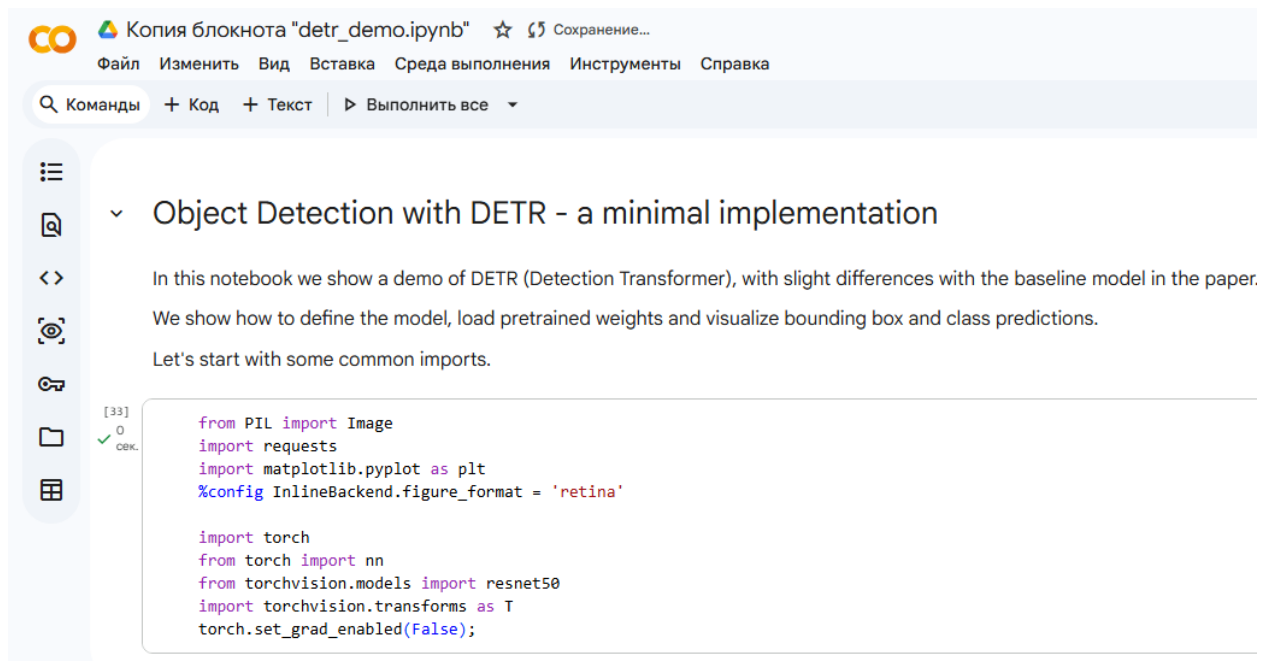 Копия блокнота "detr_demo.ipynb" Сохранение...
Файл Изменить Вид Вставка Среда выполнения Инструменты Справка
Команды + Код + Текст Выполнить все
Object Detection with DETR - a minimal implementation
In this notebook we show a demo of DETR (Detection Transformer), with slight differences with the baseline model in the paper.
We show how to define the model, load pretrained weights and visualize bounding box and class predictions.
Let's start with some common imports.
[33]
0
сек.
from PIL import Image
import requests
import matplotlib.pyplot as plt
%config InlineBackend.figure_format = 'retina'
import torch
from torch import nn
from torchvision.models import resnet50
import torchvision.transforms as T
torch.set_grad_enabled(False);